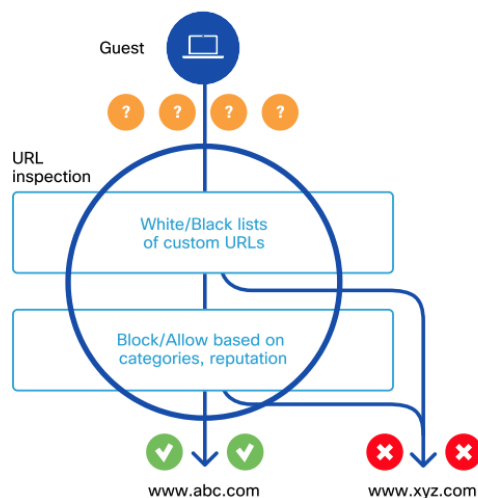 Guest
? ? ? ?
URL
inspection
White/Black lists
of custom URLs
Block/Allow based on
categories, reputation
www.abc.com www.xyz.com